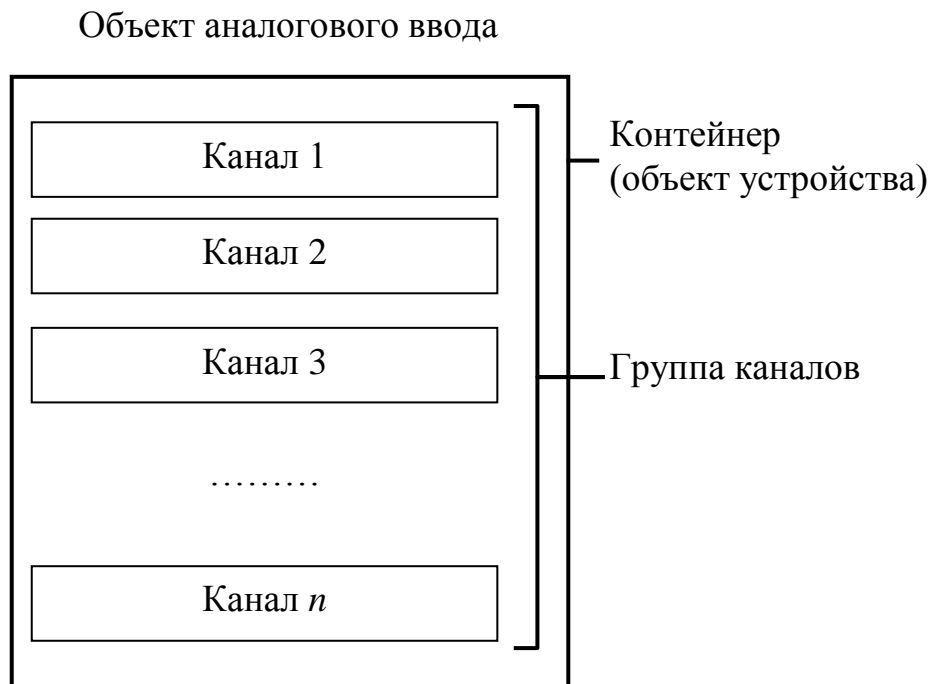 Объект аналогового ввода
Канал 1
Канал 2
Канал 3
.........
Канал n
Контейнер
(объект устройства)
Группа каналов